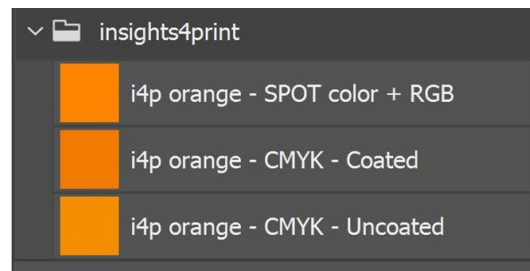 insights4print
i4p orange - SPOT color + RGB
i4p orange - CMYK - Coated
i4p orange - CMYK - Uncoated